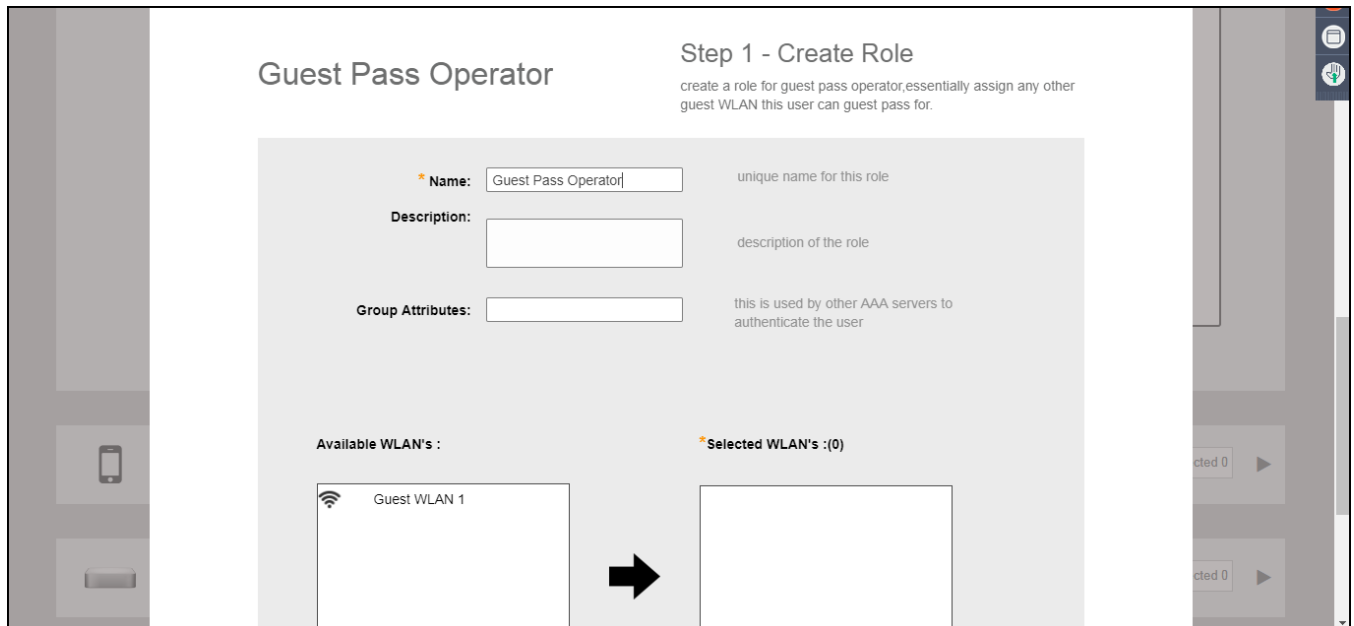 Guest Pass Operator
Step 1 - Create Role
create a role for guest pass operator,essentially assign any other
guest WLAN this user can guest pass for.
* Name: Guest Pass Operator unique name for this role
Description: description of the role
Group Attributes: this is used by other AAA servers to
authenticate the user
Available WLAN's : *Selected WLAN's :(0)
cted 0
Guest WLAN 1
cted 0